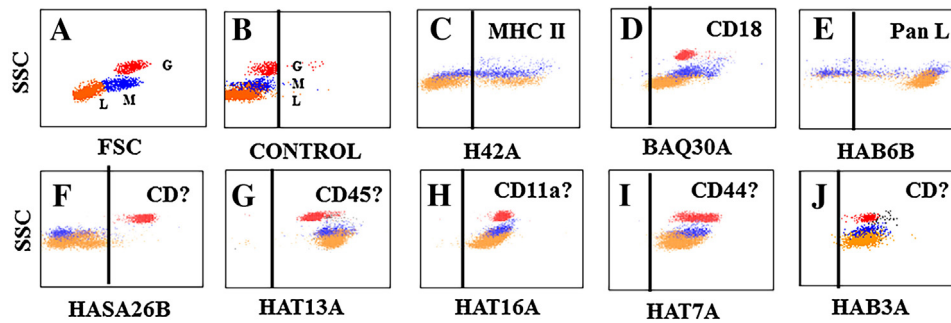 A
B
C
MHC II
D
CD18
E
Pan L
SSC
G
M
L
G
M
L
FSC
CONTROL
H42A
BAQ30A
HAB6B
F
CD?
G
CD45?
H
CD11a?
I
CD44?
J
CD?
SSC
HASA26B
HAT13A
HAT16A
HAT7A
HAB3A